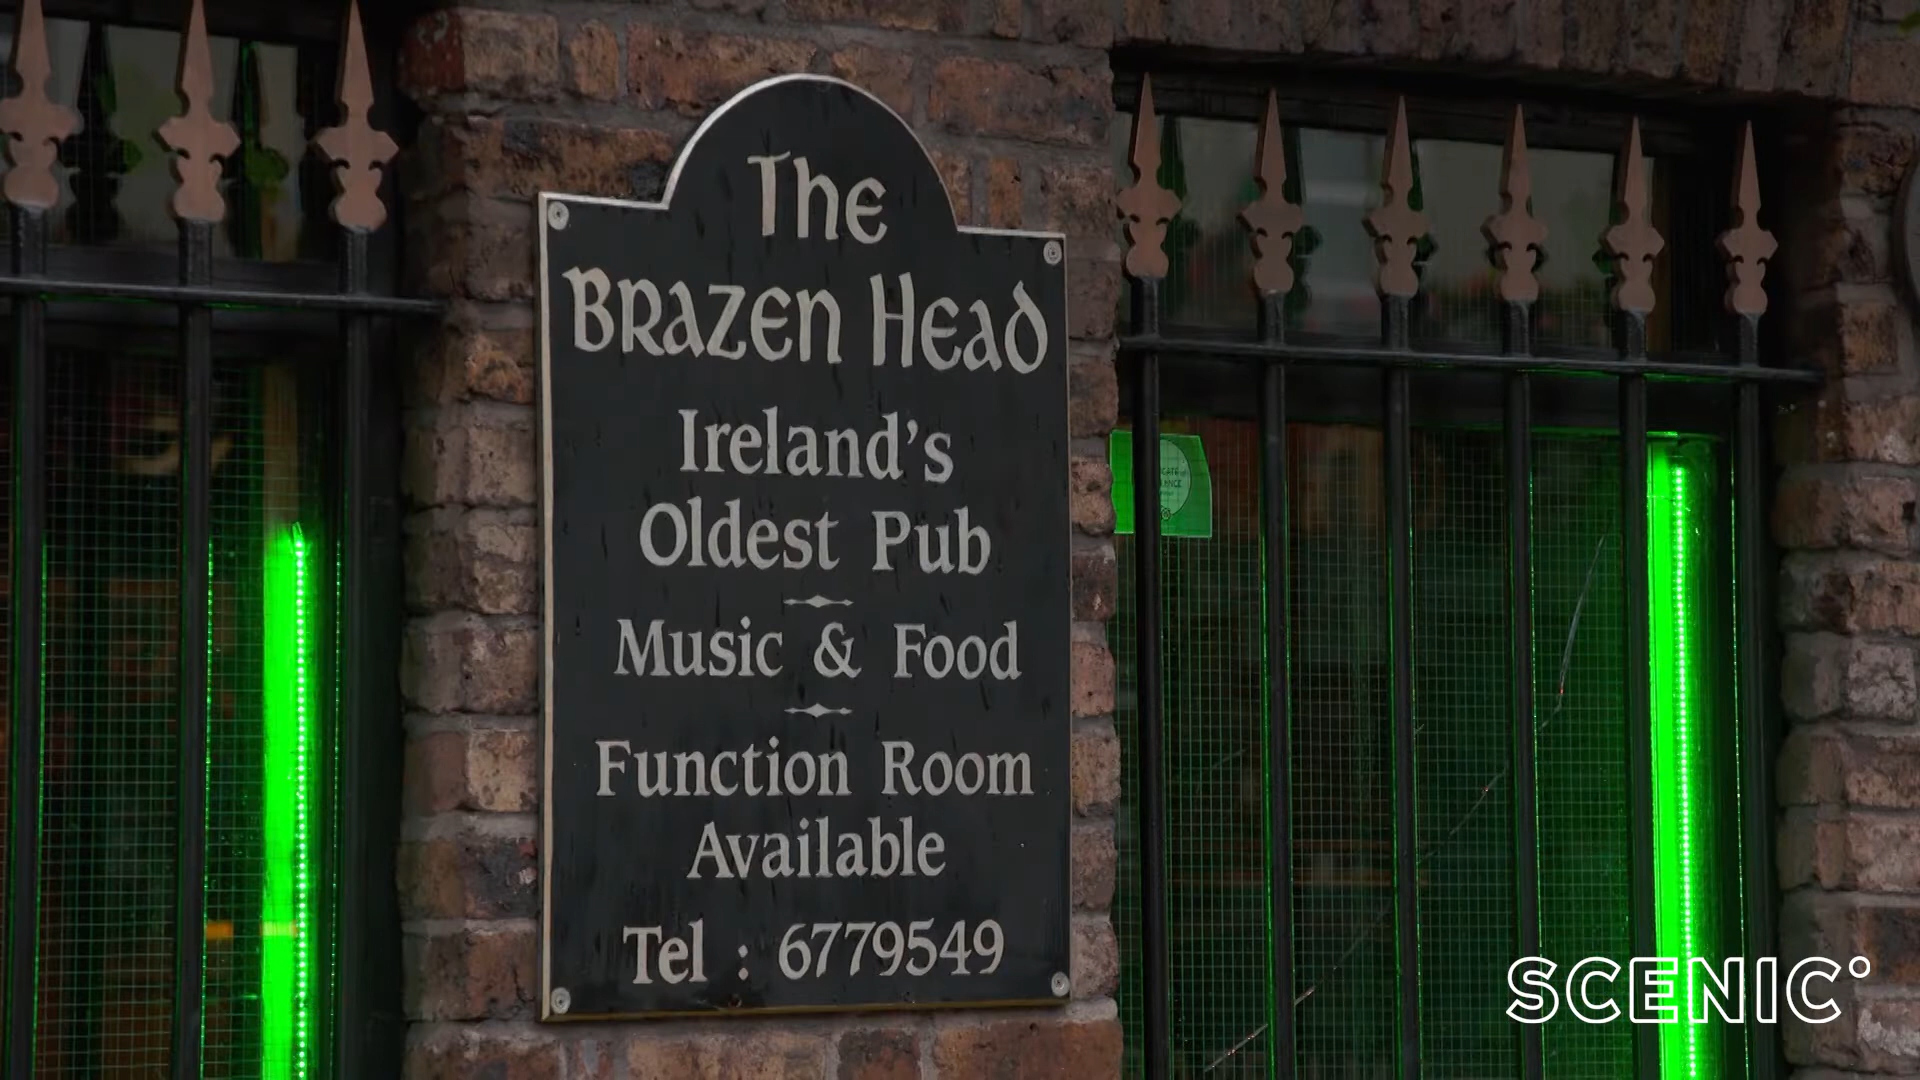 The
Brazen Head
Ireland's
Oldest Pub
Music & Food
Function Room
Available
Tel : 6779549
SCENIC°